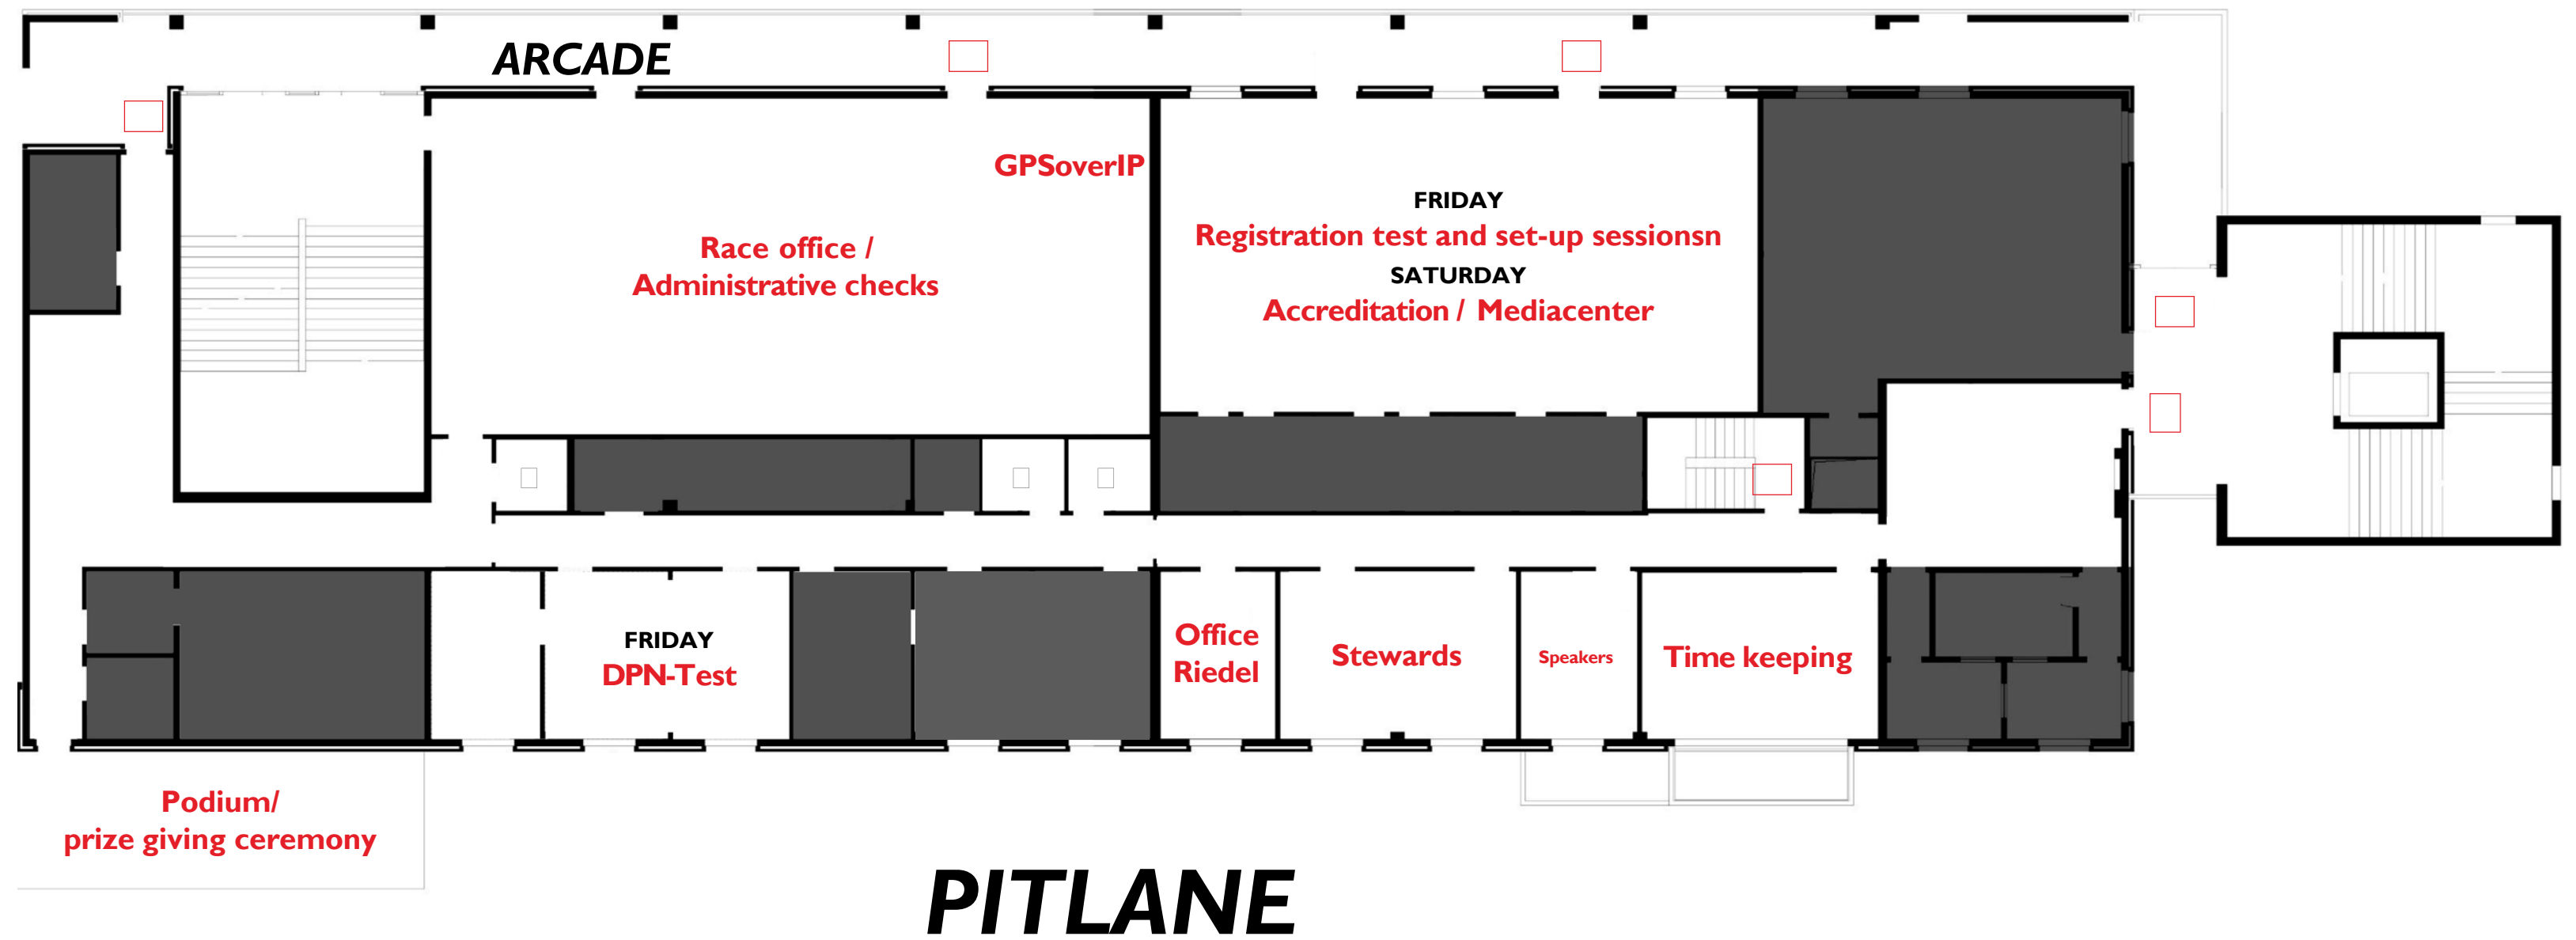 ARCADE
GPSoverIP
Race office /
Administrative checks
FRIDAY
Registration test and set-up sessionsn
SATURDAY
Accreditation / Mediacenter
FRIDAY
DPN-Test
Office
Riedel
Stewards
Speakers
Time keeping
Podium/
prize giving ceremony
PITLANE